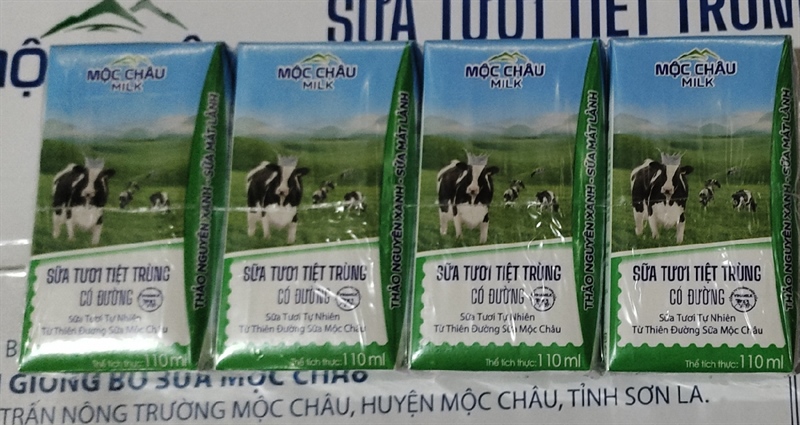 SỮA TƯƠI TIỆT TRÙNG
MILK
MỘC CHÂU
MILK
THẢO NGUYÊN XANH - SỮA MÁT LÀNH
SỮA TƯƠI TIỆT TRÙNG
CÓ ĐƯỜNG
Sữa Tươi Tự Nhiên
Từ Thiên Đường Sữa Mộc Châu
Thể tích thực: 110 ml
MỘC CHÂU
MILK
THẢO NGUYÊN XANH - SỮA MÁT LÀNH
SỮA TƯƠI TIỆT TRÙNG
CÓ ĐƯỜNG
Sữa Tươi Tự Nhiên
Từ Thiên Đường Sữa Mộc Châu
Thể tích thực: 110 ml
MỘC CHÂU
MILK
THẢO NGUYÊN XANH - SỮA MÁT LÀNH
SỮA TƯƠI TIỆT TRÙNG
CÓ ĐƯỜNG
Sữa Tươi Tự Nhiên
Từ Thiên Đường Sữa Mộc Châu
Thể tích thực: 110 ml
MỘC CHÂU
MILK
THẢO NGUYÊN XANH - SỮA MÁT LÀNH
SỮA TƯƠI TIỆT TRÙNG
CÓ ĐƯỜNG
Sữa Tươi Tự Nhiên
Từ Thiên Đường Sữa Mộc Châu
Thể tích thực: 110 ml
GIỐNG BÒ SỮA MỘC CHÂU
TRẤN NÔNG TRƯỜNG MỘC CHÂU, HUYỆN MỘC CHÂU, TỈNH SƠN LA.